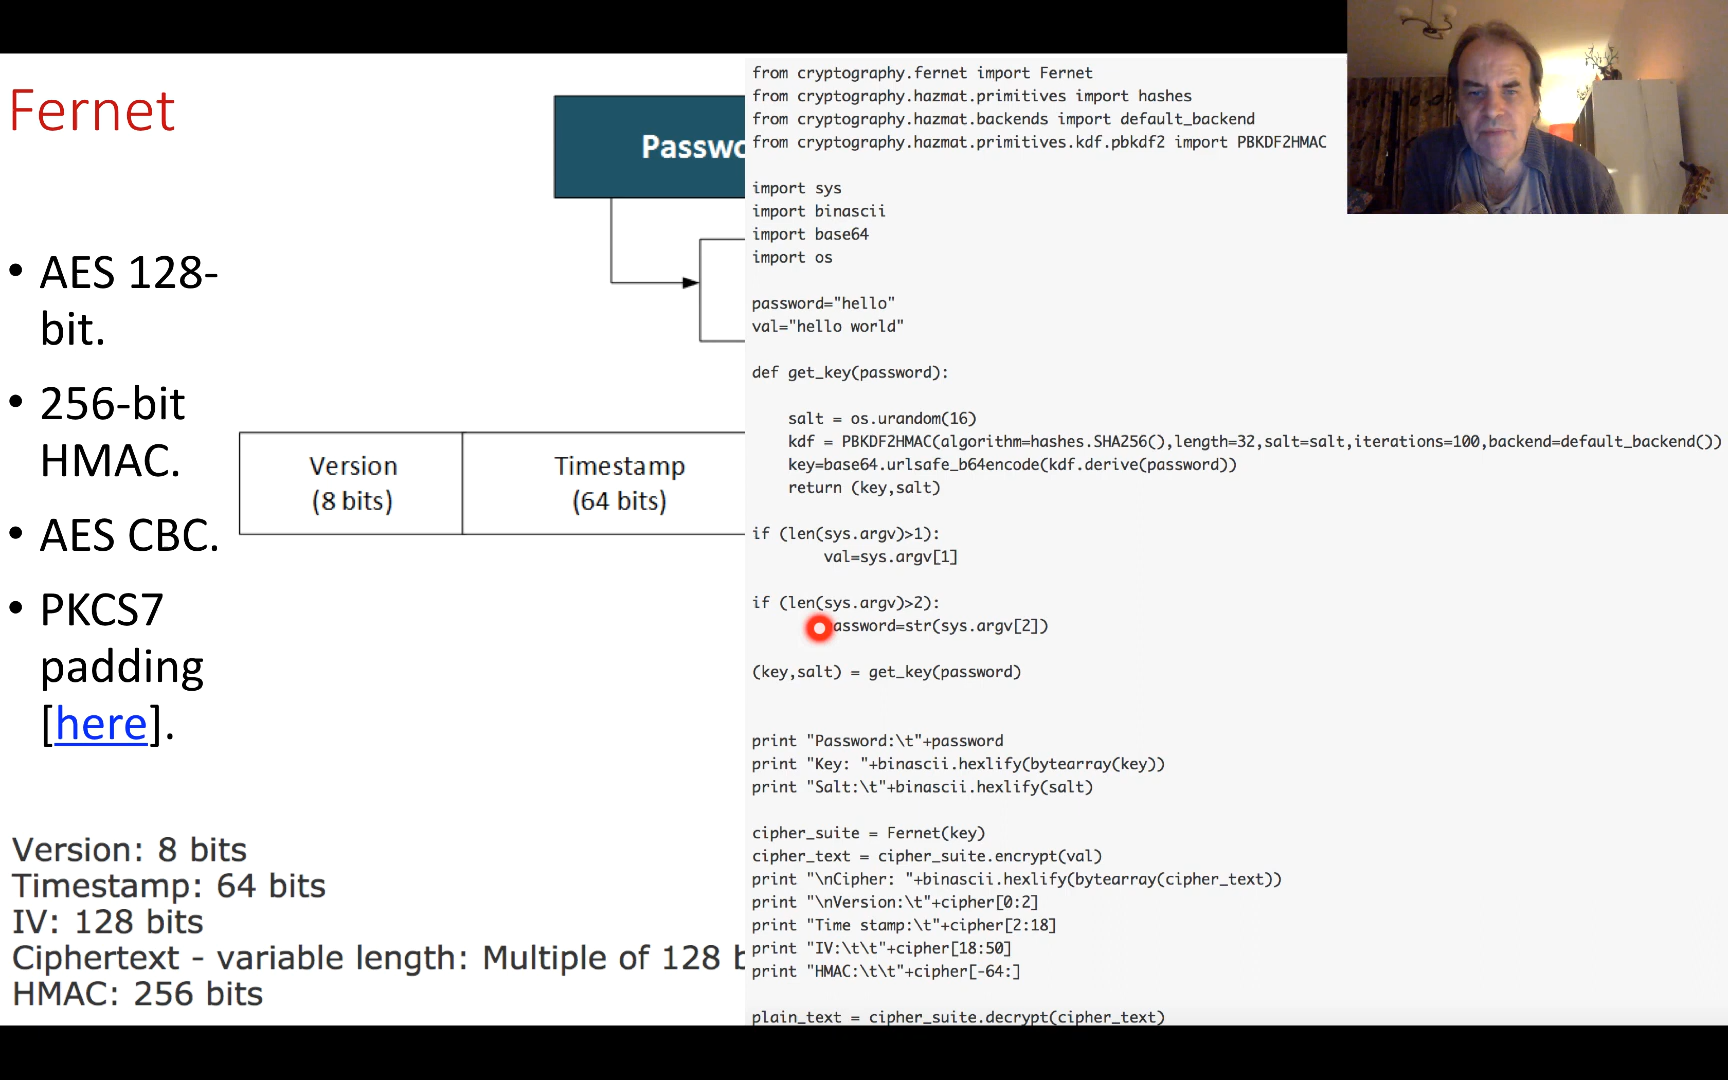 Fernet
• AES 128-
bit.
• 256-bit
HMAC.
• AES CBC.
• PKCS7
padding
[here].
Version: 8 bits
Timestamp: 64 bits
IV: 128 bits
Ciphertext - variable length: Multiple of 128 b
HMAC: 256 bits
Passwo
Version
(8 bits)
Timestamp
(64 bits)
from cryptography.fernet import Fernet
from cryptography.hazmat.primitives import hashes
from cryptography.hazmat.backends import default_backend
from cryptography.hazmat.primitives.kdf.pbkdf2 import PBKDF2HMAC
import sys
import binascii
import base64
import os
password="hello"
val="hello world"
def get_key(password):
    salt = os.urandom(16)
    kdf = PBKDF2HMAC(algorithm=hashes.SHA256(),length=32,salt=salt,iterations=100,backend=default_backend())
    key=base64.urlsafe_b64encode(kdf.derive(password))
    return (key,salt)
if (len(sys.argv)>1):
        val=sys.argv[1]
if (len(sys.argv)>2):
        assword=str(sys.argv[2])
(key,salt) = get_key(password)
print "Password:\t"+password
print "Key: "+binascii.hexlify(bytearray(key))
print "Salt:\t"+binascii.hexlify(salt)
cipher_suite = Fernet(key)
cipher_text = cipher_suite.encrypt(val)
print "\nCipher: "+binascii.hexlify(bytearray(cipher_text))
print "\nVersion:\t"+cipher[0:2]
print "Time stamp:\t"+cipher[2:18]
print "IV:\t\t"+cipher[18:50]
print "HMAC:\t\t"+cipher[-64:]
plain_text = cipher_suite.decrypt(cipher_text)